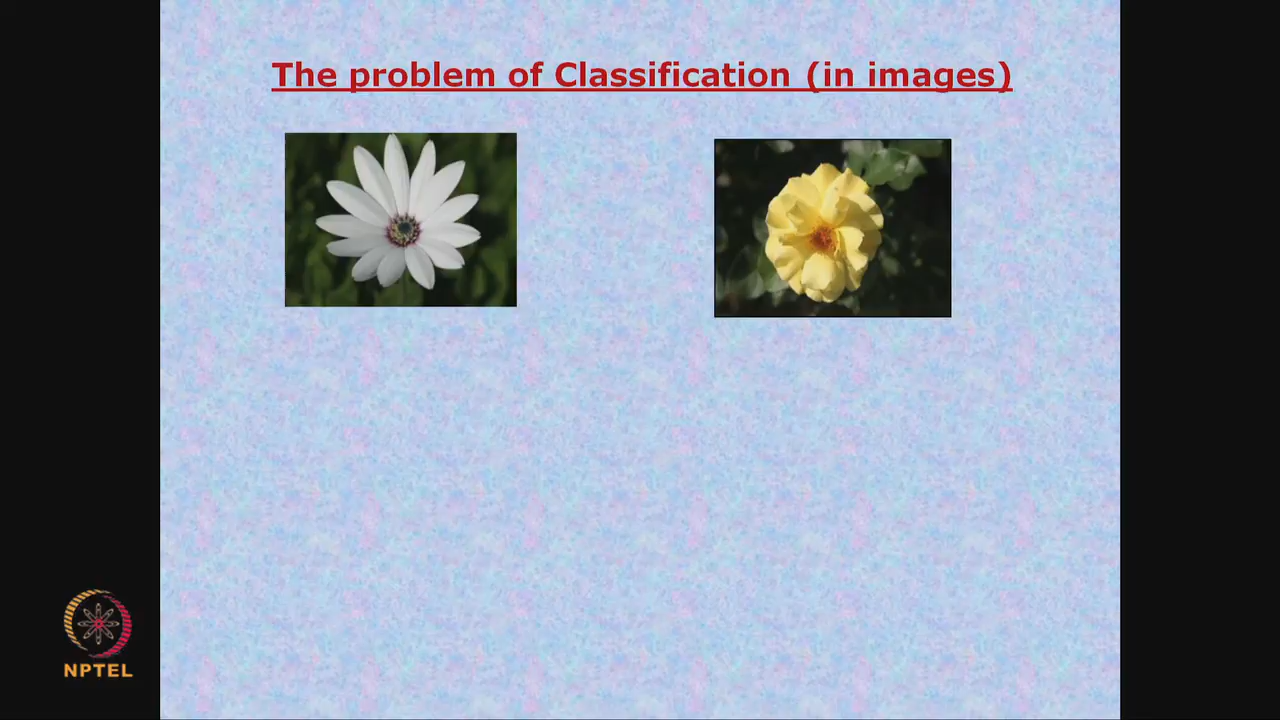 The problem of Classification (in images)
NPTEL